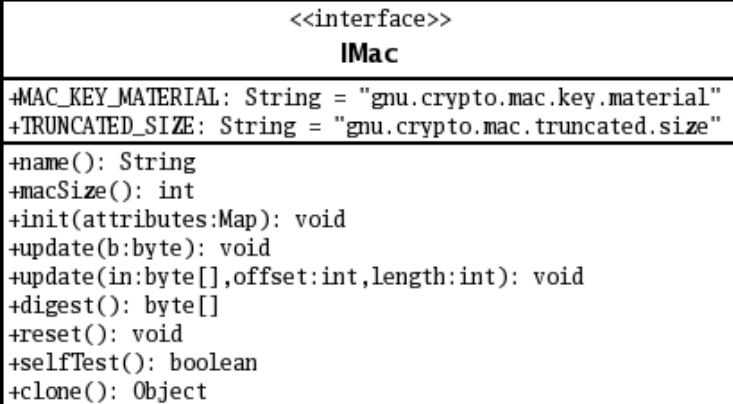 <<interface>>
IMac
+MAC_KEY_MATERIAL: String = "gnu.crypto.mac.key.material"
+TRUNCATED_SIZE: String = "gnu.crypto.mac.truncated.size"
+name(): String
+macSize(): int
+init(attributes:Map): void
+update(b:byte): void
+update(in:byte[],offset:int,length:int): void
+digest(): byte[]
+reset(): void
+selfTest(): boolean
+clone(): Object